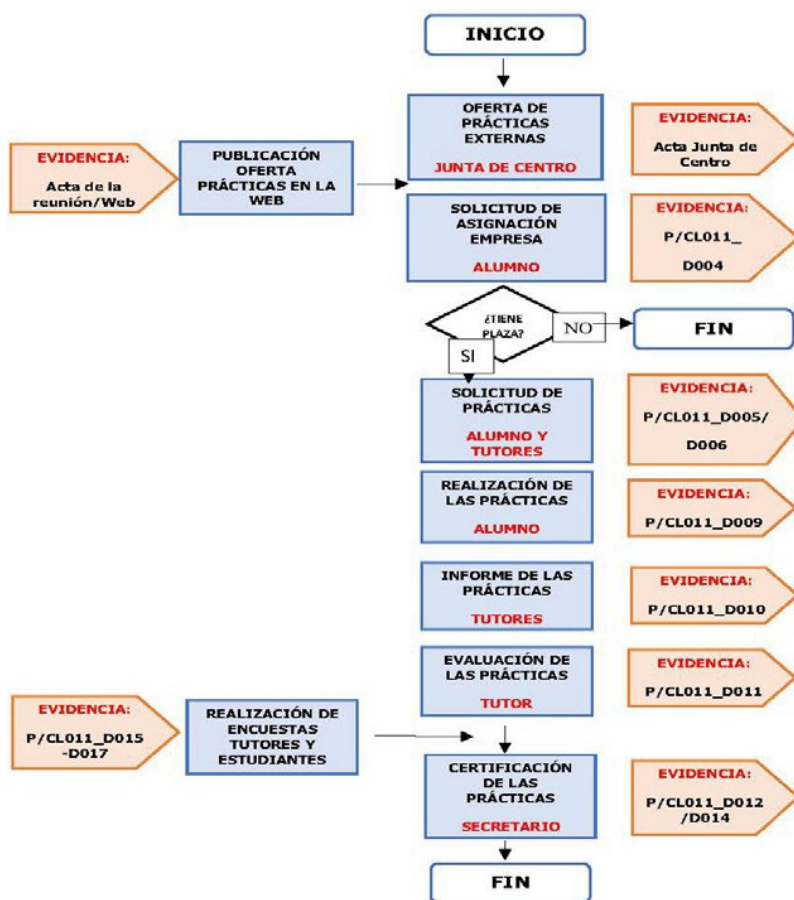 INICIO
OFERTA DE
PRÁCTICAS
EXTERNAS
JUNTA DE CENTRO
EVIDENCIA:
Acta Junta de
Centro
EVIDENCIA:
Acta de la
reunión/Web
PUBLICACIÓN
OFERTA
PRÁCTICAS EN LA
WEB
SOLICITUD DE
ASIGNACIÓN
EMPRESA
ALUMNO
EVIDENCIA:
P/CL011_
D004
¿TIENE
PLAZA?
NO
FIN
SI
SOLICITUD DE
PRÁCTICAS
ALUMNO Y
TUTORES
EVIDENCIA:
P/CL011_D005/
D006
REALIZACIÓN DE
LAS PRÁCTICAS
ALUMNO
EVIDENCIA:
P/CL011_D009
INFORME DE LAS
PRÁCTICAS
TUTORES
EVIDENCIA:
P/CL011_D010
EVALUACIÓN DE
LAS PRÁCTICAS
TUTOR
EVIDENCIA:
P/CL011_D011
EVIDENCIA:
P/CL011_D015
-D017
REALIZACIÓN DE
ENCUESTAS
TUTORES Y
ESTUDIANTES
CERTIFICACIÓN
DE LAS
PRÁCTICAS
SECRETARIO
EVIDENCIA:
P/CL011_D012
/D014
FIN